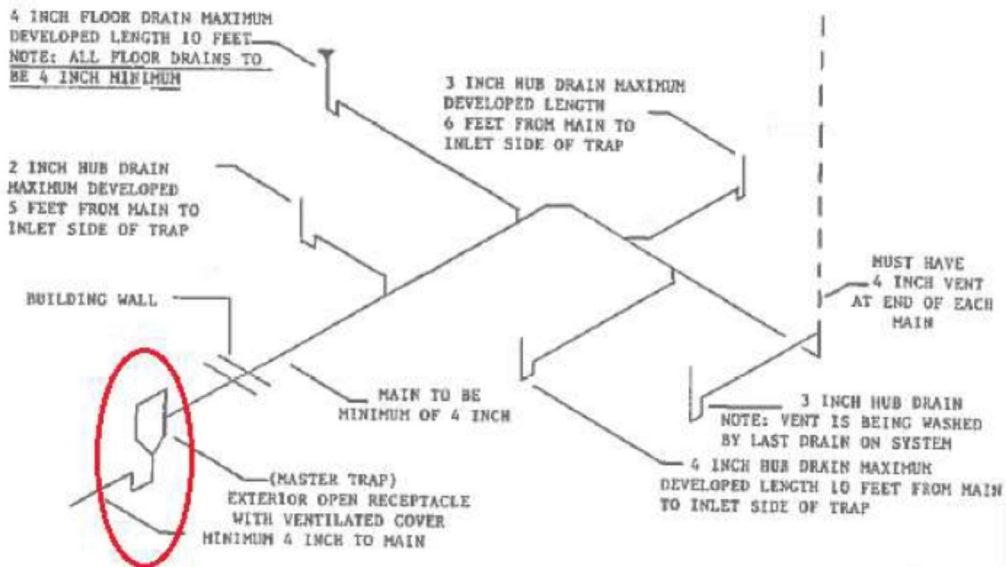 4 INCH FLOOR DRAIN MAXIMUM
DEVELOPED LENGTH 10 FEET
NOTE: ALL FLOOR DRAINS TO
BE 4 INCH MINIMUM
3 INCH HUB DRAIN MAXIMUM
DEVELOPED LENGTH
6 FEET FROM MAIN TO
INLET SIDE OF TRAP
2 INCH HUB DRAIN
MAXIMUM DEVELOPED
5 FEET FROM MAIN TO
INLET SIDE OF TRAP
MUST HAVE
4 INCH VENT
AT END OF EACH
MAIN
BUILDING WALL
MAIN TO BE
MINIMUM OF 4 INCH
3 INCH HUB DRAIN
NOTE: VENT IS BEING WASHED
BY LAST DRAIN ON SYSTEM
4 INCH HUB DRAIN MAXIMUM
DEVELOPED LENGTH 10 FEET FROM MAIN
TO INLET SIDE OF TRAP
(MASTER TRAP)
EXTERIOR OPEN RECEPTACLE
WITH VENTILATED COVER
MINIMUM 4 INCH TO MAIN